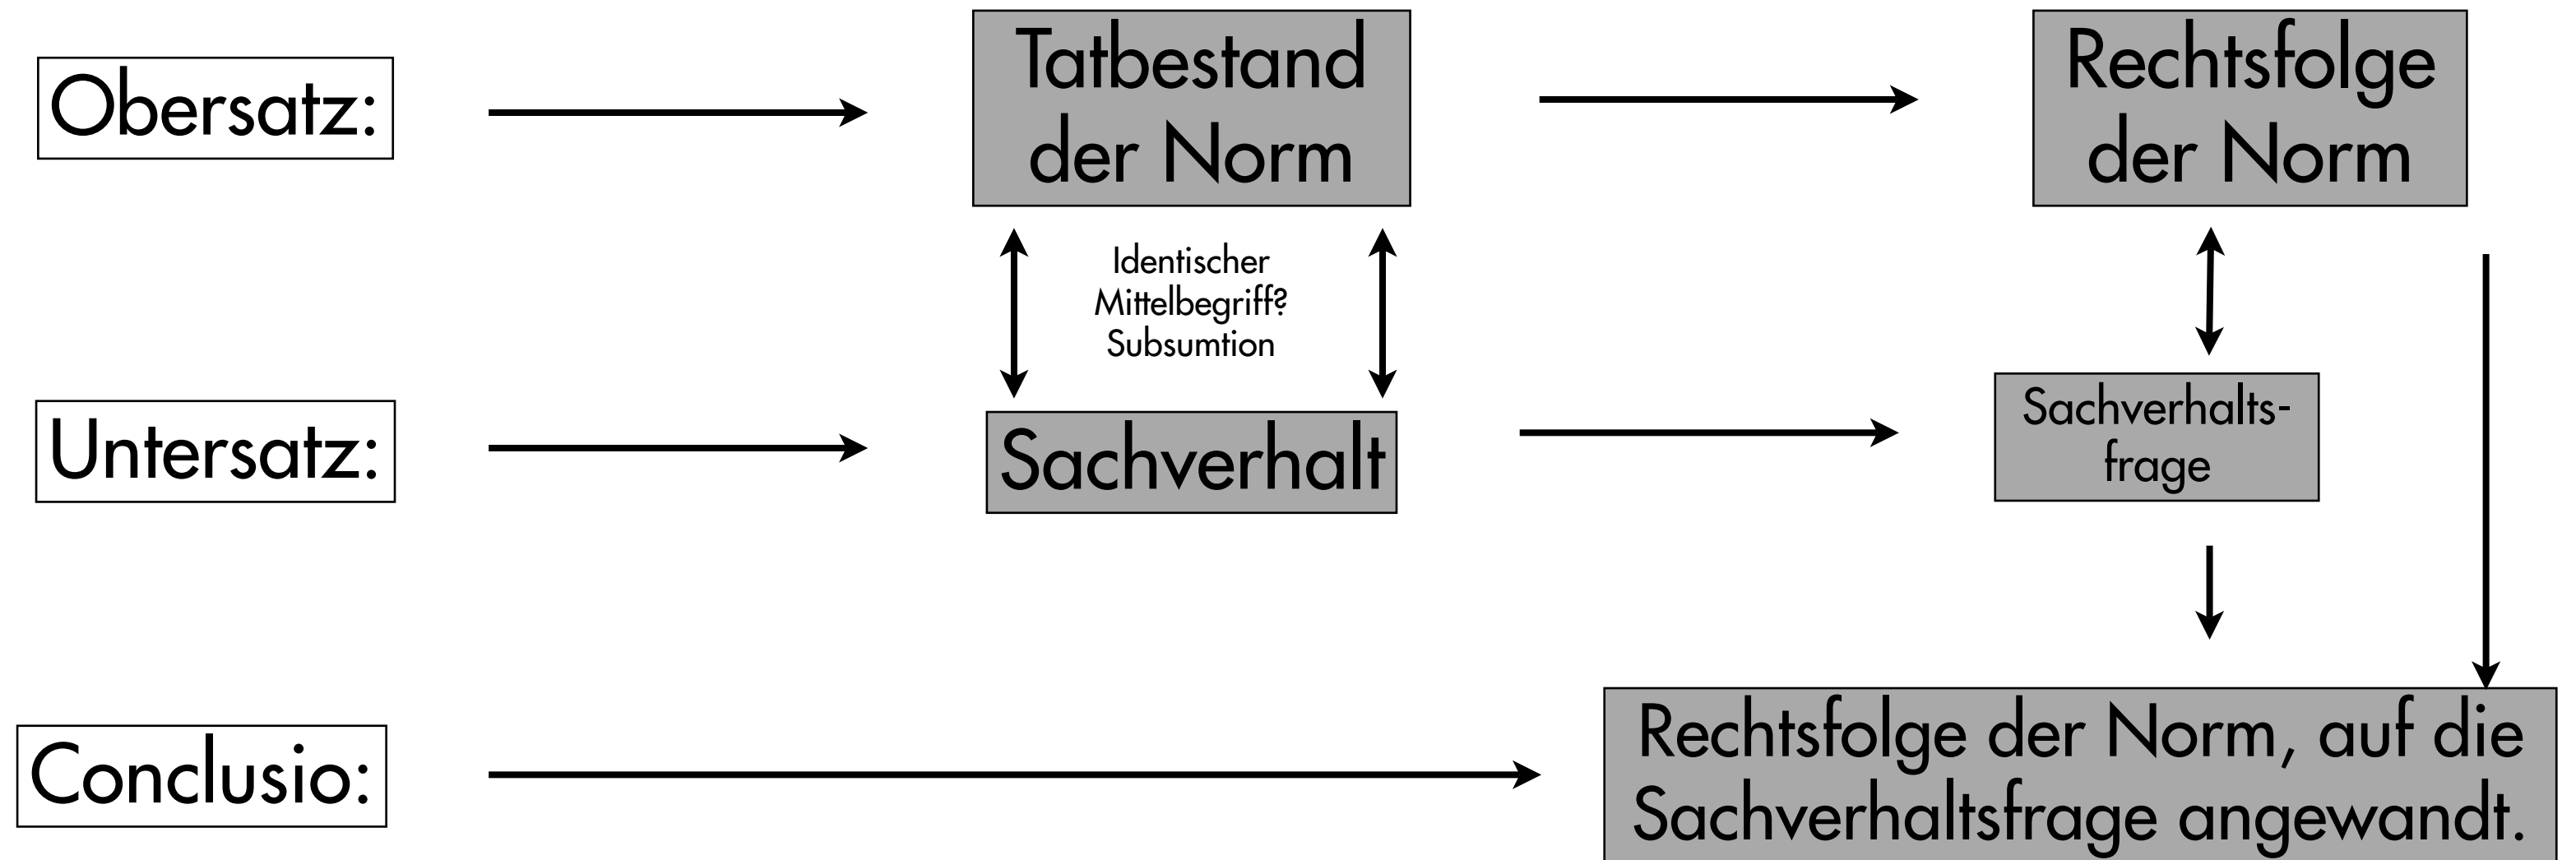 Obersatz:
Tatbestand
der Norm
Rechtsfolge
der Norm
Identischer
Mittelbegriff?
Subsumtion
Untersatz:
Sachverhalt
Sachverhalts-
frage
Conclusio:
Rechtsfolge der Norm, auf die
Sachverhaltsfrage angewandt.